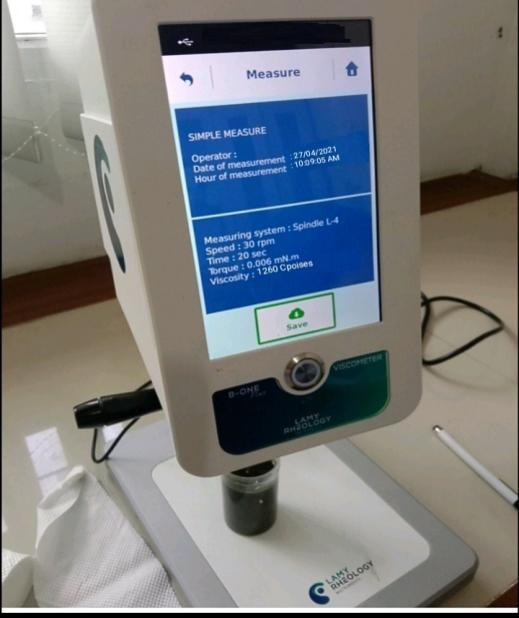 Measure
SIMPLE MEASURE
Operator :
Date of measurement : 27/04/2021
Hour of measurement : 10:09:05 AM
Measuring system : Spindle L-4
Speed : 30 rpm
Time : 20 sec
Torque : 0.006 mN.m
Viscosity : 1260 Cpoises
Save
B-ONE
VISCOMETER
LAMY
RHEOLOGY
LAMY
RHEOLOGY